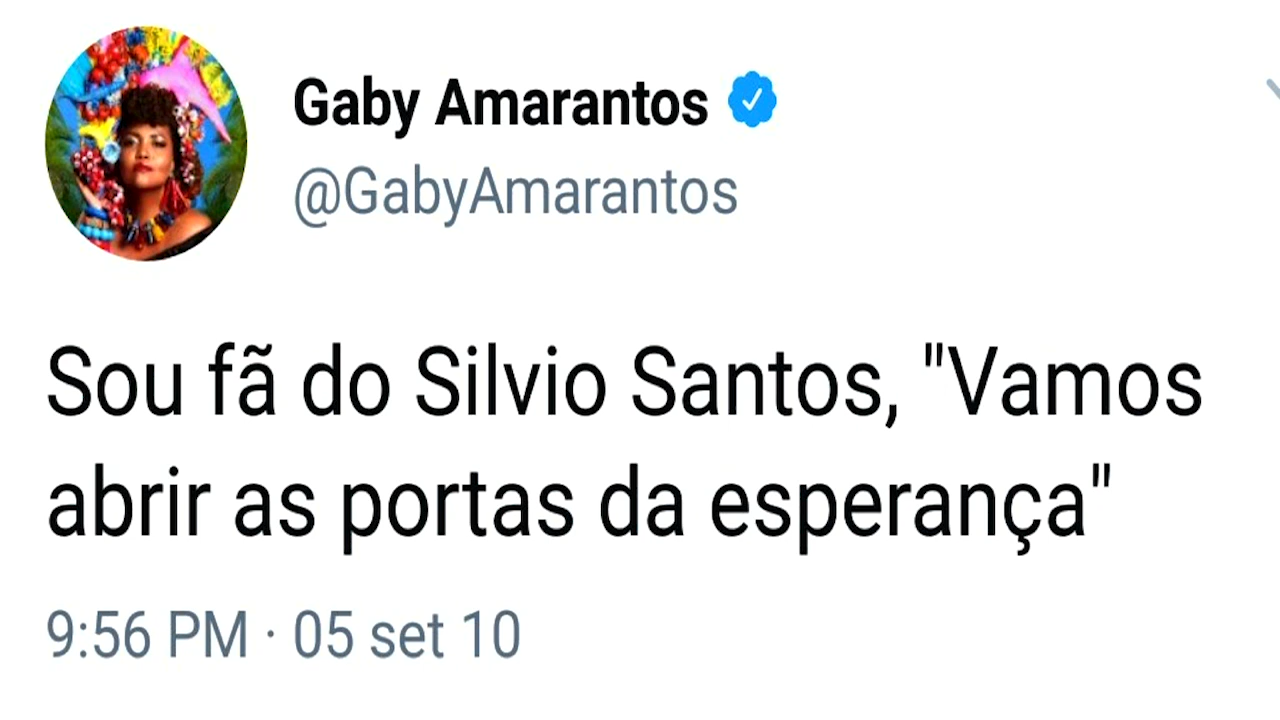 Gaby Amarantos
@GabyAmarantos
Sou fã do Silvio Santos, "Vamos
abrir as portas da esperança"
9:56 PM · 05 set 10